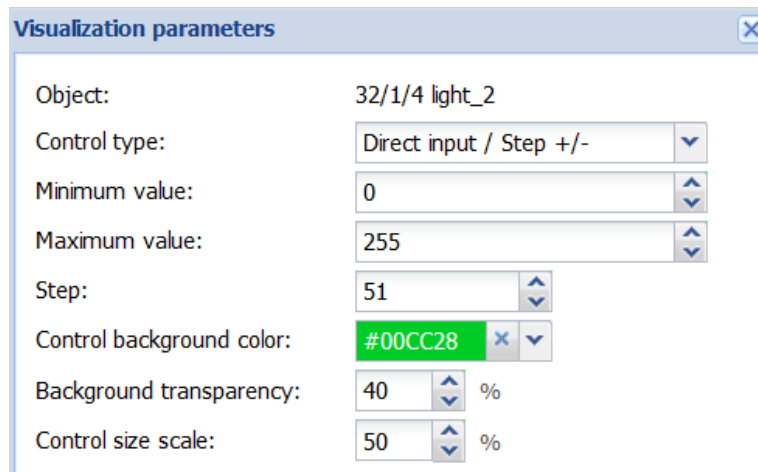 Visualization parameters
Object: 32/1/4 light_2
Control type: Direct input / Step +/-
Minimum value: 0
Maximum value: 255
Step: 51
Control background color: #00CC28
Background transparency: 40 %
Control size scale: 50 %